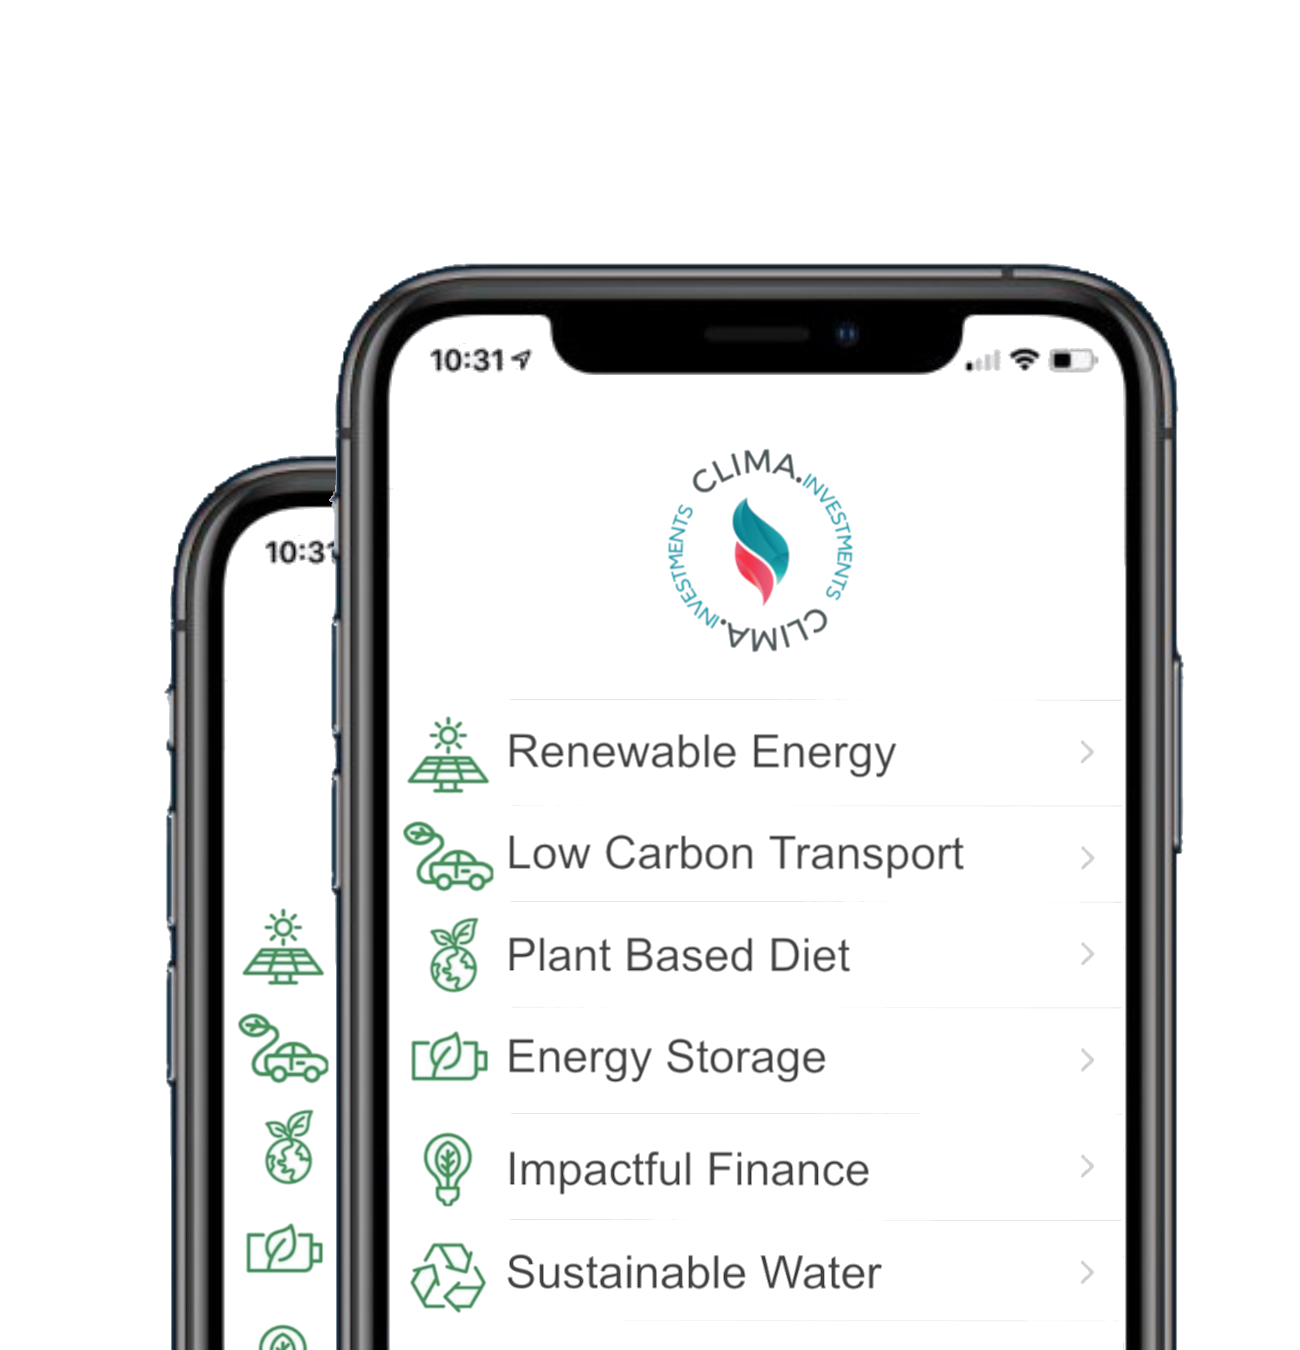 10:31
CLIMA.INVESTMENTS
CLIMA.INVESTMENTS
Renewable Energy
Low Carbon Transport
Plant Based Diet
Energy Storage
Impactful Finance
Sustainable Water
10:31